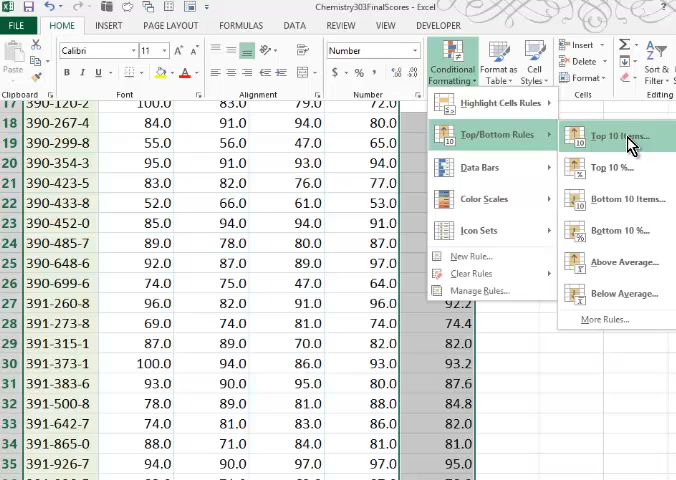 Chemistry303FinalScores - Excel
?
FILE HOME INSERT PAGE LAYOUT FORMULAS DATA REVIEW VIEW DEVELOPER
Paste
Calibri 11 A A
B I U A
Number
$ % ,
Conditional Formatting
Format as Table
Cell Styles
Insert
Delete
Format
Σ
Sort & Filter
Clipboard Font Alignment Number Cells Editing
Highlight Cells Rules
Top/Bottom Rules
Data Bars
Color Scales
Icon Sets
New Rule...
Clear Rules
Manage Rules...
Top 10 Items...
Top 10 %...
Bottom 10 Items...
Bottom 10 %...
Above Average...
Below Average...
More Rules...
17 390-120-2 100.0 83.0 79.0 72.0
18 390-267-4 84.0 91.0 94.0 80.0
19 390-299-8 55.0 56.0 47.0 65.0
20 390-354-3 95.0 91.0 93.0 94.0
21 390-423-5 83.0 82.0 76.0 77.0
22 390-433-8 52.0 66.0 61.0 53.0
23 390-452-0 85.0 94.0 94.0 91.0
24 390-485-7 89.0 78.0 80.0 87.0
25 390-648-6 92.0 87.0 89.0 97.0
26 390-699-6 74.0 75.0 47.0 64.0
27 391-260-8 96.0 82.0 91.0 96.0 92.2
28 391-273-8 69.0 74.0 81.0 74.0 74.4
29 391-315-1 87.0 89.0 70.0 82.0 82.0
30 391-373-1 100.0 94.0 86.0 93.0 93.2
31 391-383-6 93.0 90.0 95.0 80.0 87.6
32 391-500-8 78.0 89.0 81.0 88.0 84.8
33 391-642-7 74.0 81.0 83.0 86.0 82.0
34 391-865-0 88.0 71.0 84.0 81.0 81.0
35 391-926-7 94.0 90.0 97.0 97.0 95.0